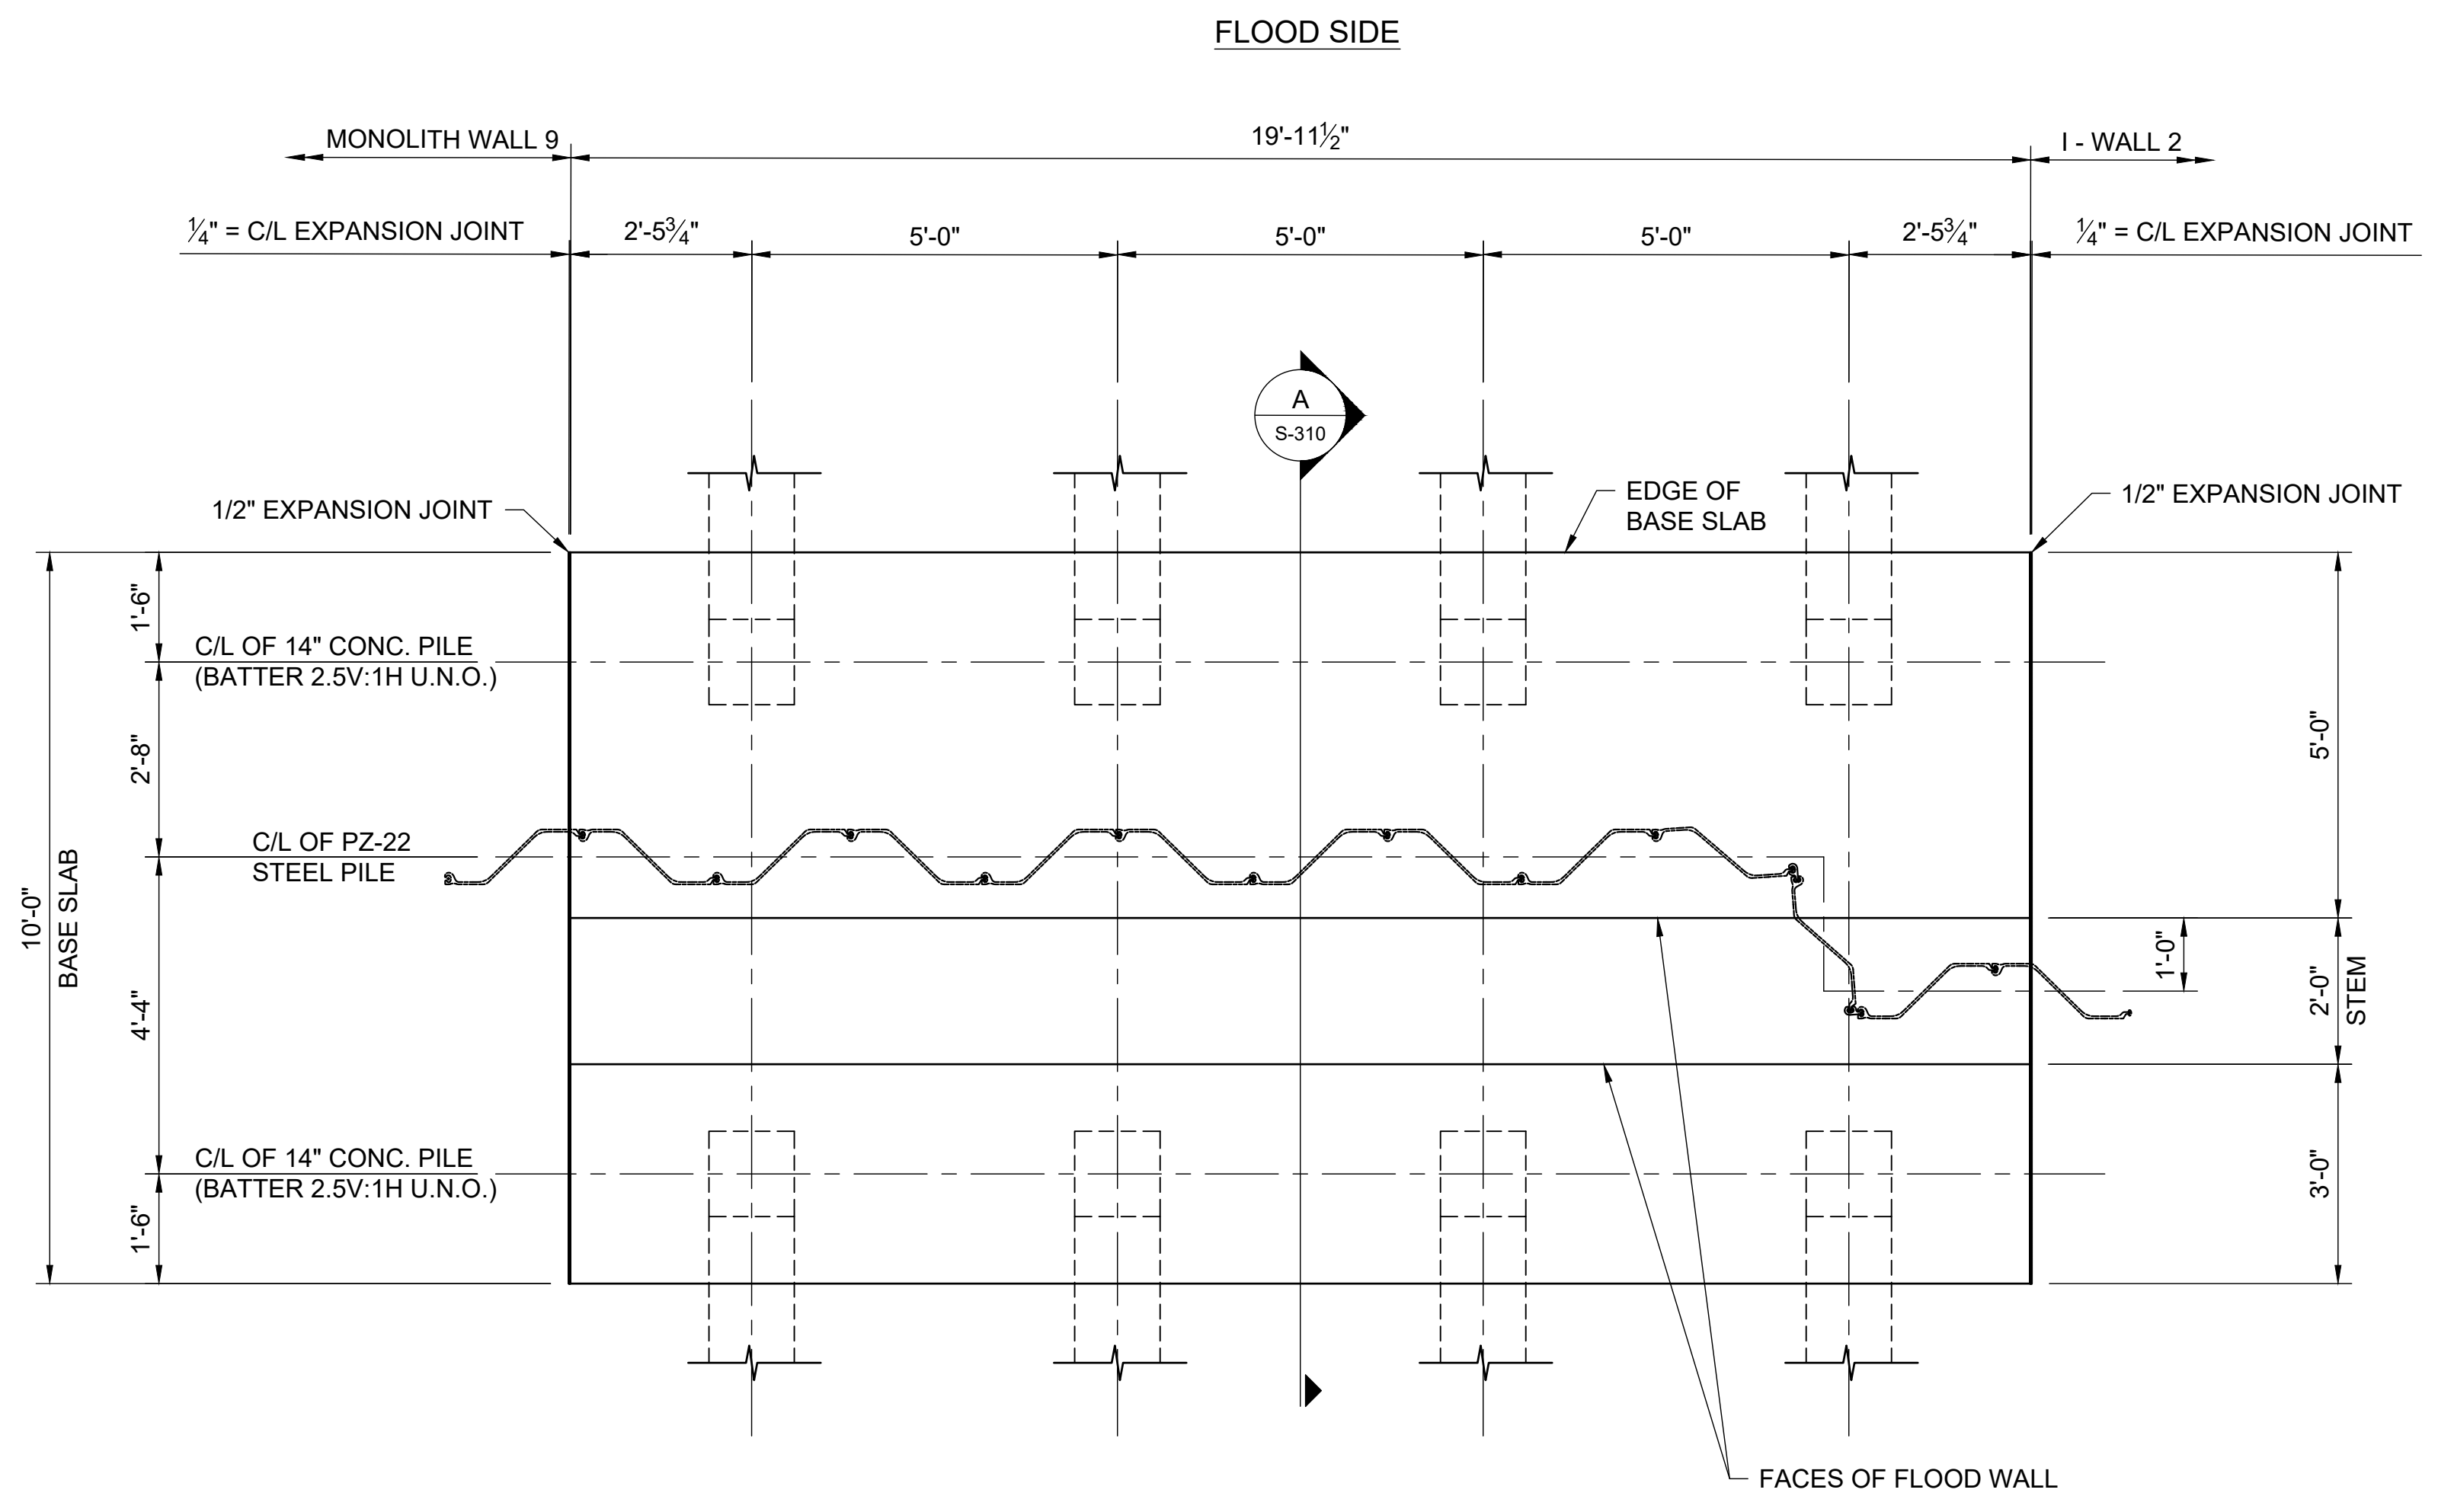 FLOOD SIDE
MONOLITH WALL 9
19'-11½"
I - WALL 2
¼" = C/L EXPANSION JOINT
2'-5¾"
5'-0"
5'-0"
5'-0"
2'-5¾"
¼" = C/L EXPANSION JOINT
A
S-310
1/2" EXPANSION JOINT
EDGE OF
BASE SLAB
1/2" EXPANSION JOINT
1'-6"
C/L OF 14" CONC. PILE
(BATTER 2.5V:1H U.N.O.)
2'-8"
5'-0"
C/L OF PZ-22
STEEL PILE
10'-0"
BASE SLAB
4'-4"
1'-0"
2'-0"
STEM
C/L OF 14" CONC. PILE
(BATTER 2.5V:1H U.N.O.)
1'-6"
3'-0"
FACES OF FLOOD WALL